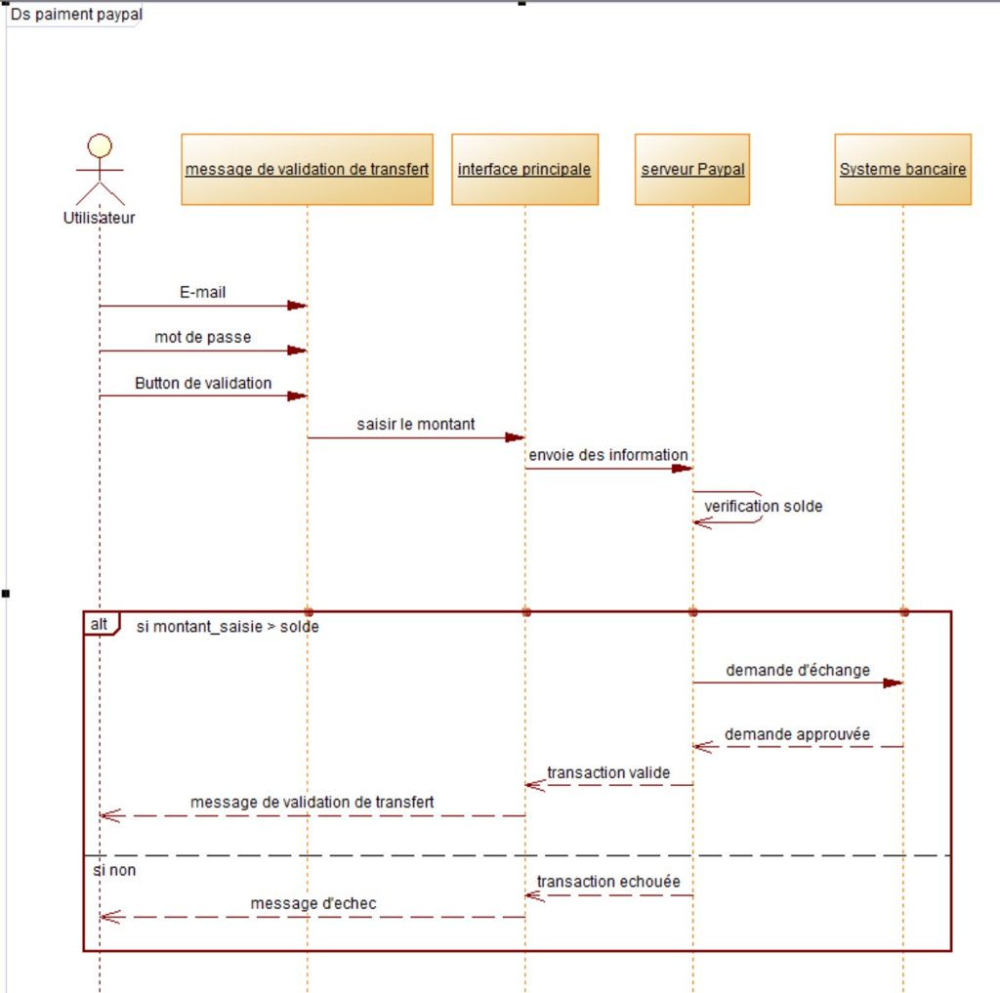 Ds paiment paypal
message de validation de transfert
interface principale
serveur Paypal
Systeme bancaire
Utilisateur
E-mail
mot de passe
Button de validation
saisir le montant
envoie des information
verification solde
alt
si montant_saisie > solde
demande d'échange
demande approuvée
transaction valide
message de validation de transfert
si non
transaction echouée
message d'echec